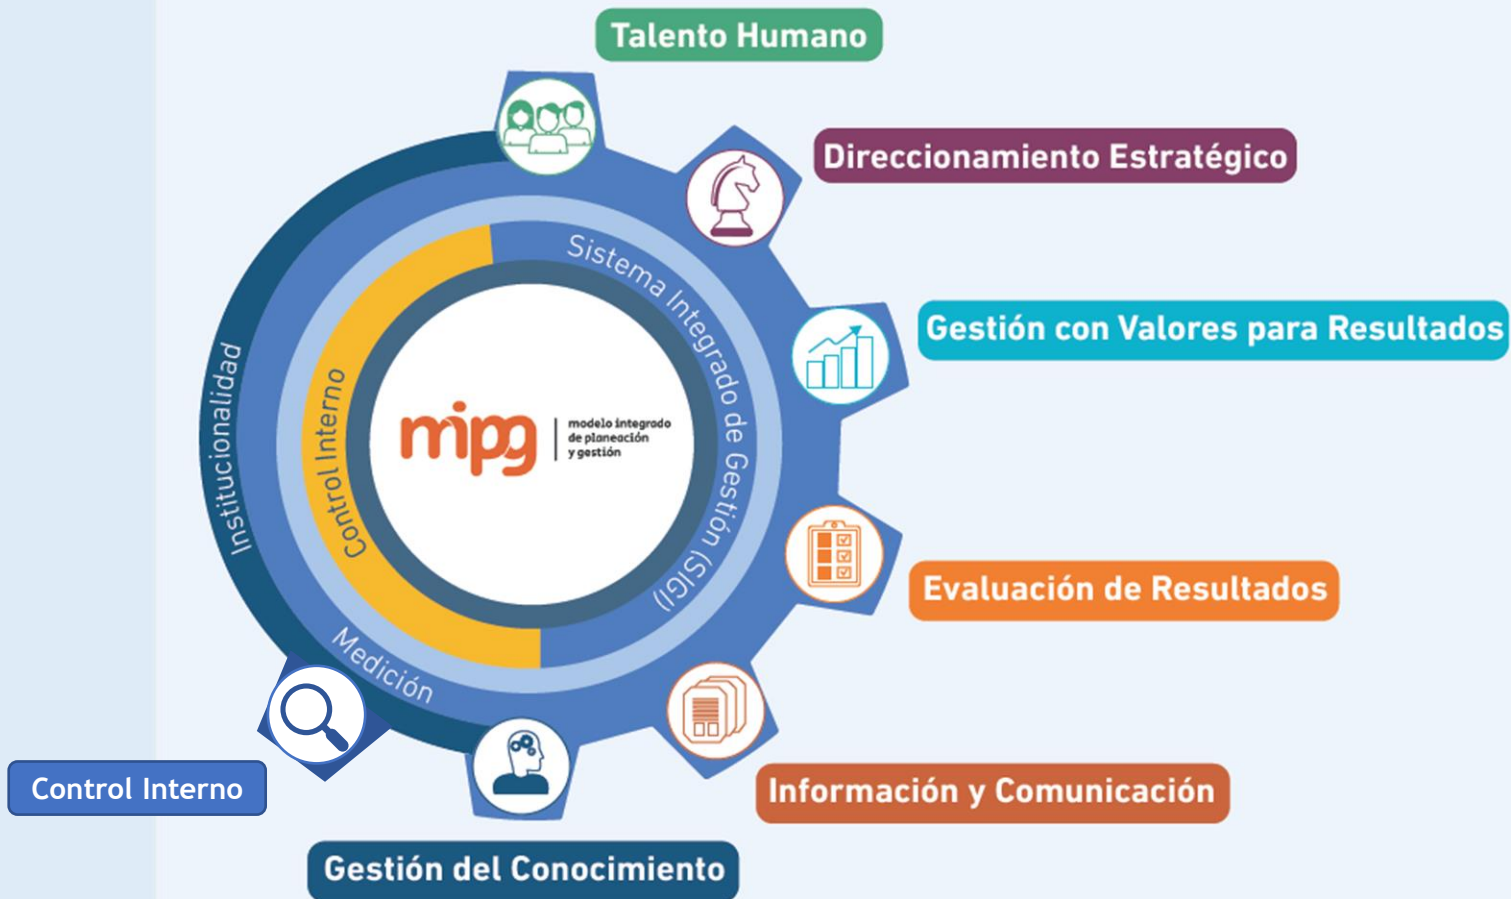 Talento Humano
Direccionamiento Estratégico
Gestión con Valores para Resultados
Sistema Integrado de Gestión (SIGI)
Institucionalidad
Control Interno
mipg
modelo integrado
de planeación
y gestión
Evaluación de Resultados
Medición
Control Interno
Información y Comunicación
Gestión del Conocimiento